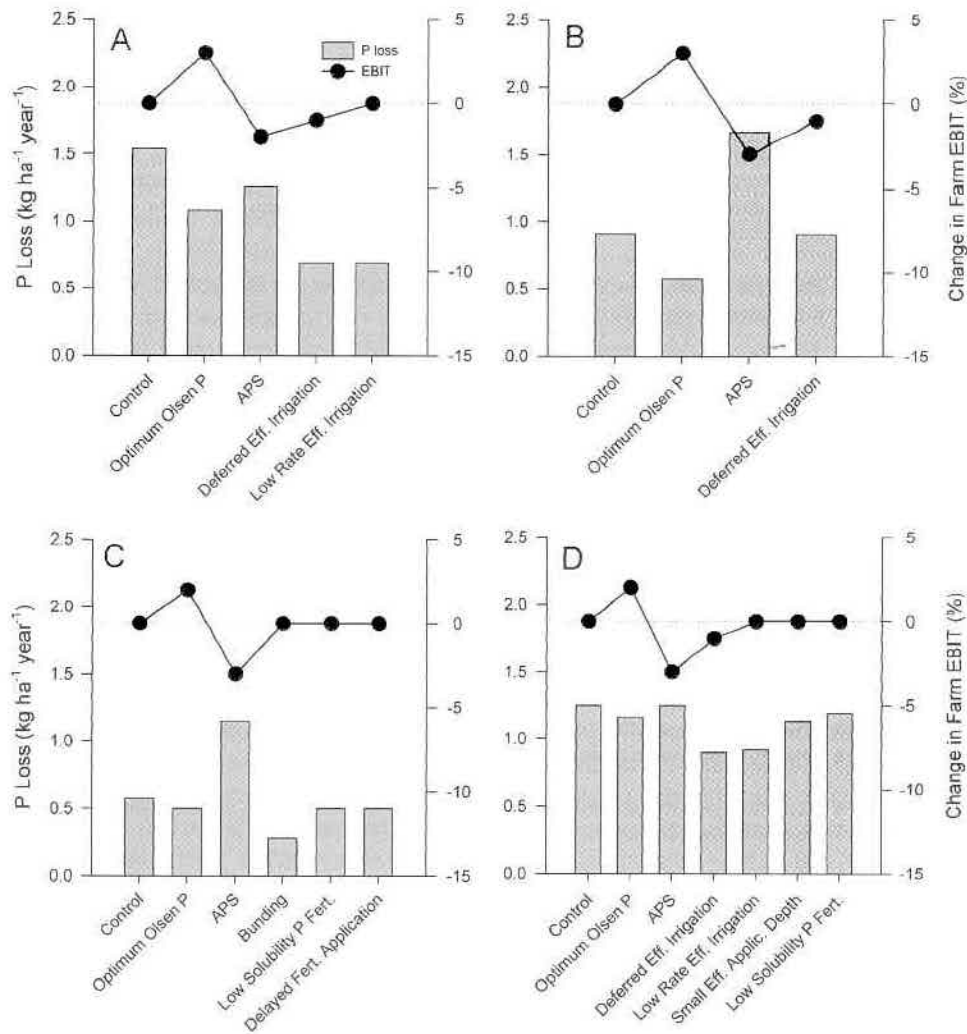 A
P loss
EBIT
P Loss (kg ha⁻¹ year⁻¹)
2.5
2.0
1.5
1.0
0.5
0.0
5
0
-5
-10
-15
Control
Optimum Olsen P
APS
Deferred Eff. Irrigation
Low Rate Eff. Irrigation
B
2.5
2.0
1.5
1.0
0.5
0.0
5
0
-5
-10
-15
Change in Farm EBIT (%)
Control
Optimum Olsen P
APS
Deferred Eff. Irrigation
C
P Loss (kg ha⁻¹ year⁻¹)
2.5
2.0
1.5
1.0
0.5
0.0
5
0
-5
-10
-15
Control
Optimum Olsen P
APS
Bunding
Low Solubility P Fert.
Delayed Fert. Application
D
2.5
2.0
1.5
1.0
0.5
0.0
5
0
-5
-10
-15
Change in Farm EBIT (%)
Control
Optimum Olsen P
APS
Deferred Eff. Irrigation
Low Rate Eff. Irrigation
Small Eff. Applic. Depth
Low Solubility P Fert.